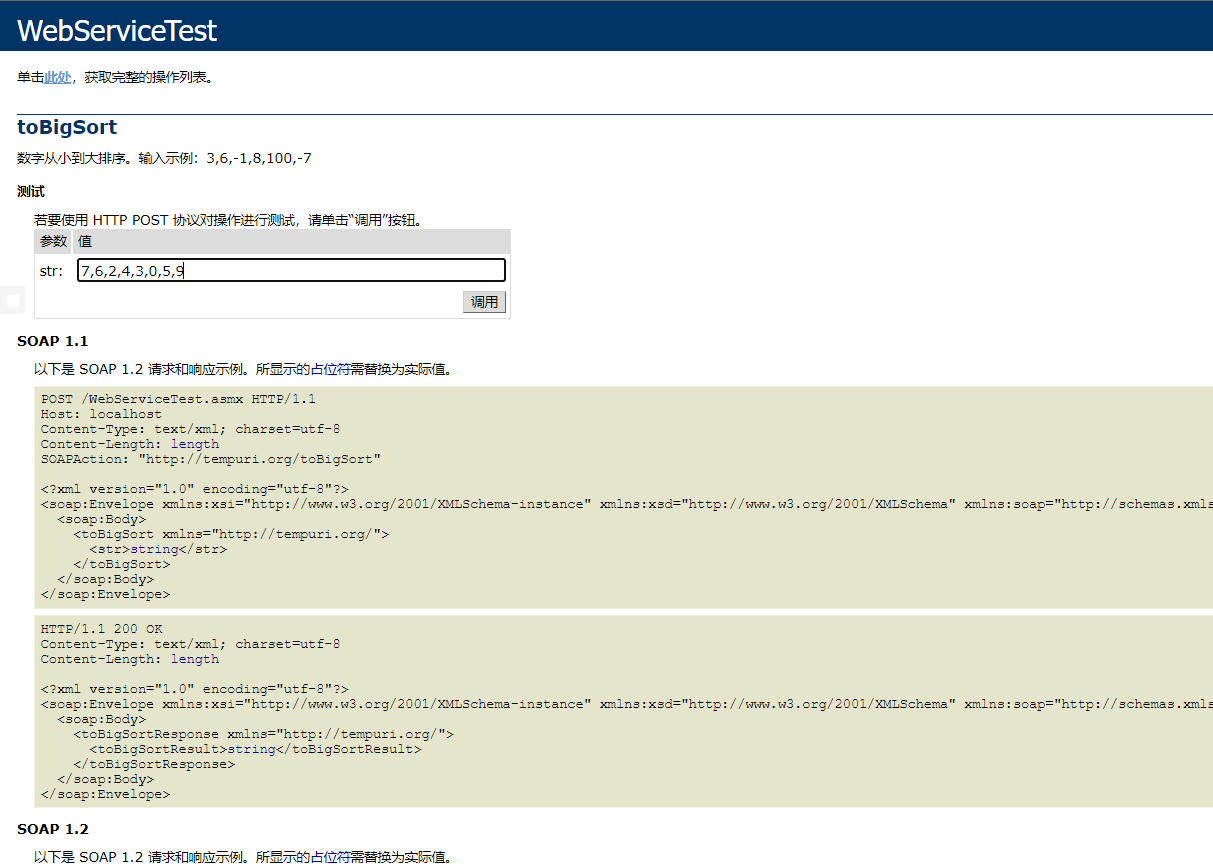 WebServiceTest
单击此处，获取完整的操作列表。
toBigSort
数字从小到大排序。输入示例：3,6,-1,8,100,-7
测试
若要使用 HTTP POST 协议对操作进行测试，请单击“调用”按钮。
参数 值
str: 7,6,2,4,3,0,5,9
调用
SOAP 1.1
以下是 SOAP 1.2 请求和响应示例。所显示的占位符需替换为实际值。
POST /WebServiceTest.asmx HTTP/1.1
Host: localhost
Content-Type: text/xml; charset=utf-8
Content-Length: length
SOAPAction: "http://tempuri.org/toBigSort"
<?xml version="1.0" encoding="utf-8"?>
<soap:Envelope xmlns:xsi="http://www.w3.org/2001/XMLSchema-instance" xmlns:xsd="http://www.w3.org/2001/XMLSchema" xmlns:soap="http://schemas.xmls
<soap:Body>
<toBigSort xmlns="http://tempuri.org/">
<str>string</str>
</toBigSort>
</soap:Body>
</soap:Envelope>
HTTP/1.1 200 OK
Content-Type: text/xml; charset=utf-8
Content-Length: length
<?xml version="1.0" encoding="utf-8"?>
<soap:Envelope xmlns:xsi="http://www.w3.org/2001/XMLSchema-instance" xmlns:xsd="http://www.w3.org/2001/XMLSchema" xmlns:soap="http://schemas.xmls
<soap:Body>
<toBigSortResponse xmlns="http://tempuri.org/">
<toBigSortResult>string</toBigSortResult>
</toBigSortResponse>
</soap:Body>
</soap:Envelope>
SOAP 1.2
以下是 SOAP 1.2 请求和响应示例。所显示的占位符需替换为实际值。